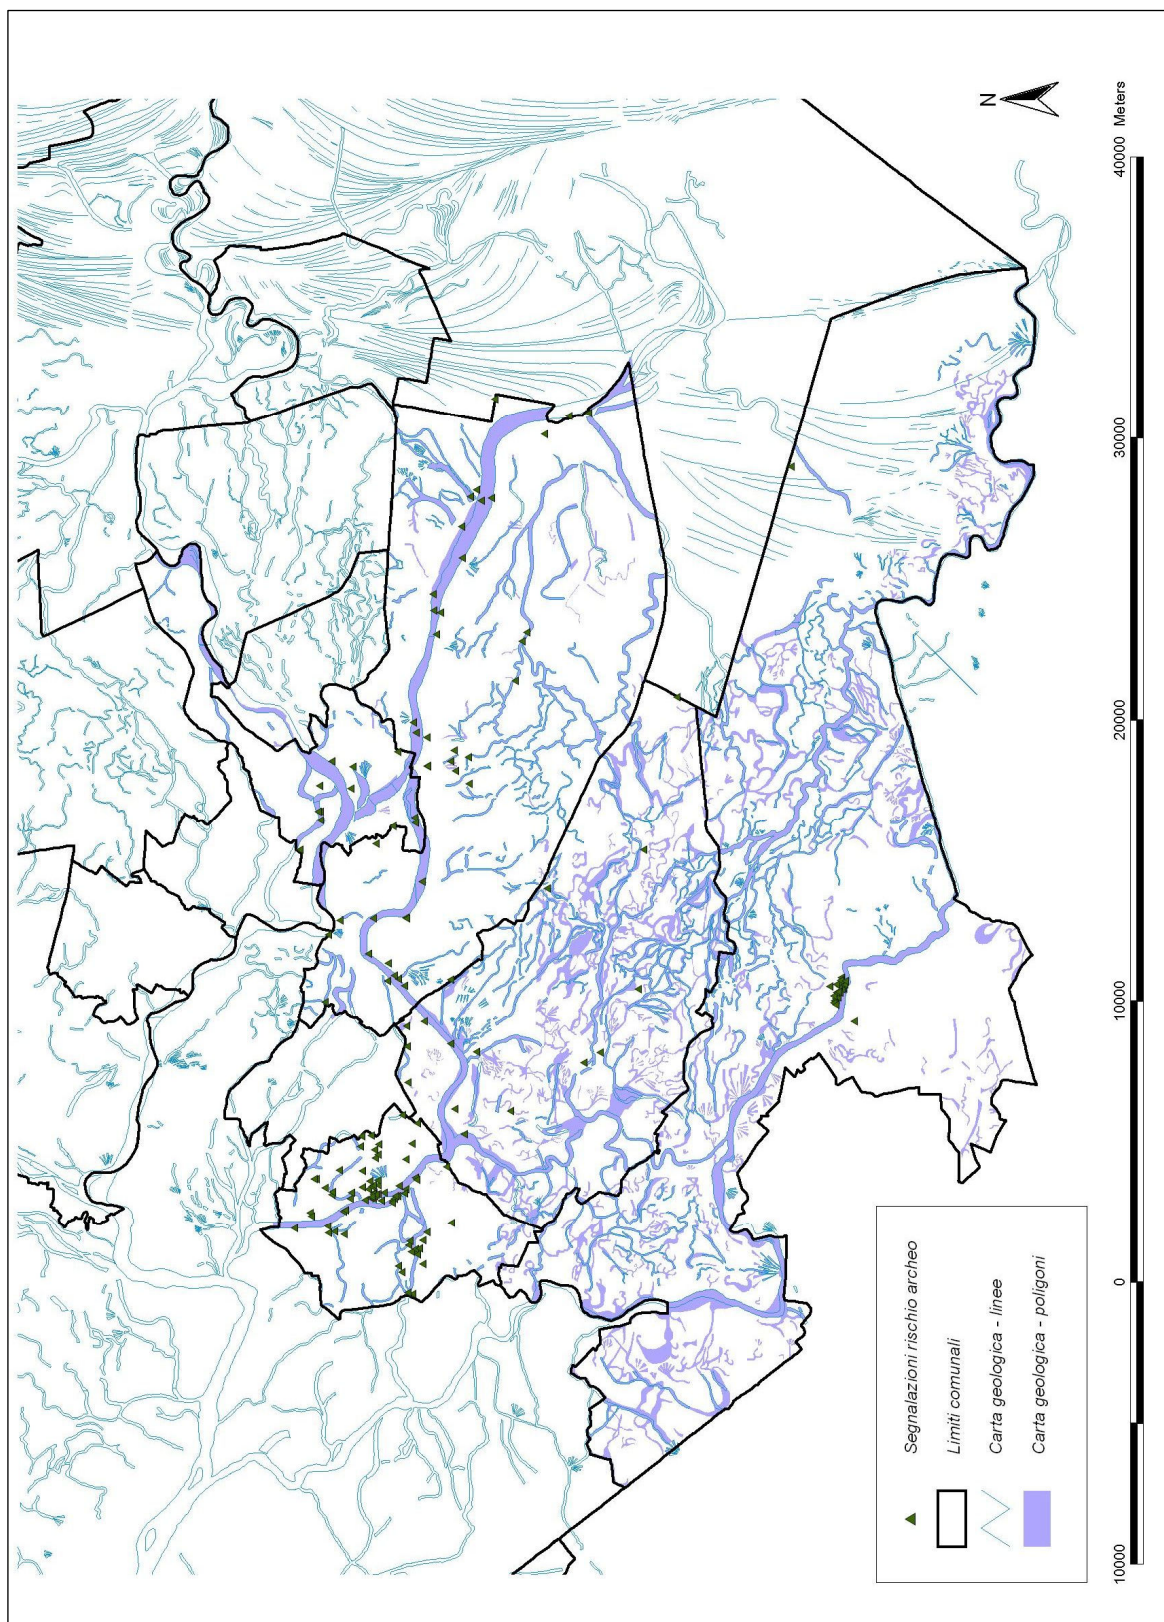 N
Segnalazioni rischio archeo
Limiti comunali
Carta geologica - linee
Carta geologica - poligoni
10000 0 10000 20000 30000 40000 Meters